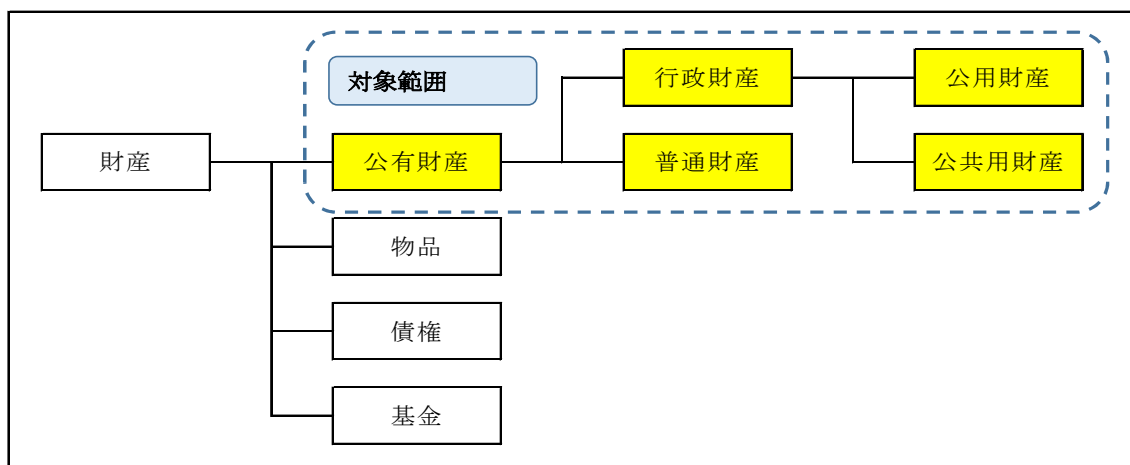 対象範囲
行政財産
公用財産
財産
公有財産
普通財産
公共用財産
物品
債権
基金